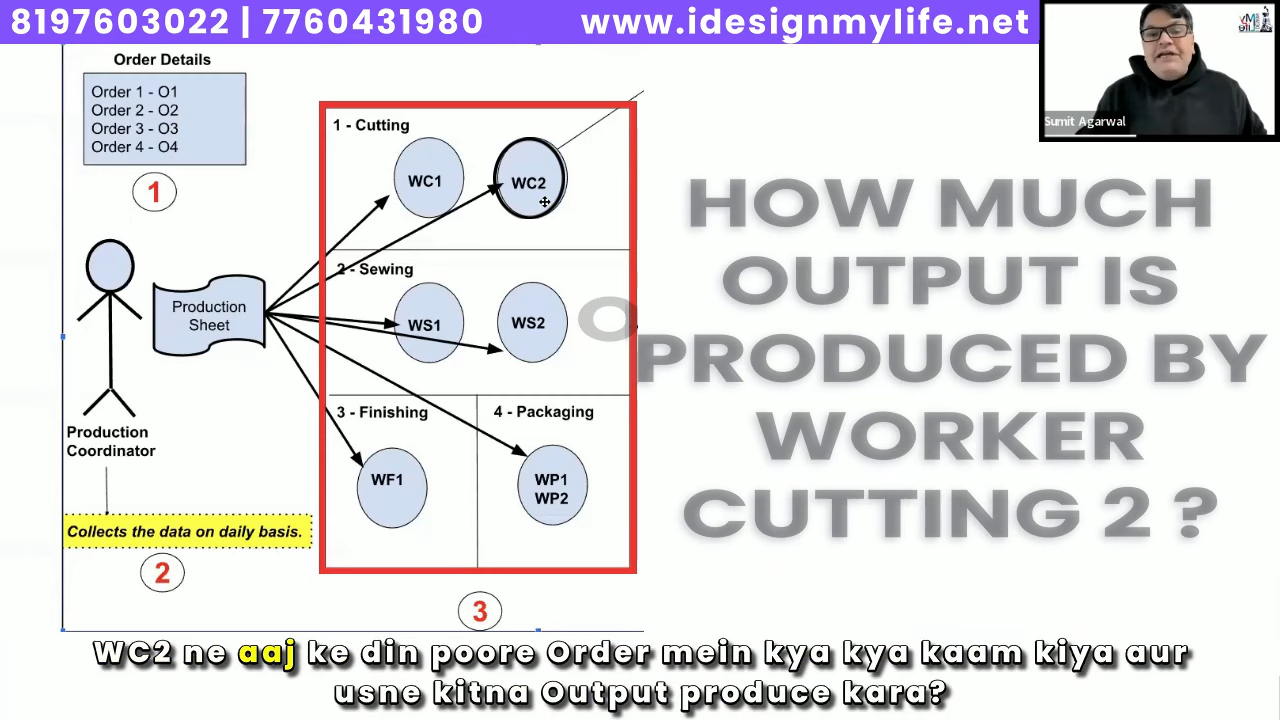 8197603022 | 7760431980 www.idesignmylife.net
Sumit Agarwal
Order Details
Order 1 - O1
Order 2 - O2
Order 3 - O3
Order 4 - O4
1
Production
Sheet
Production
Coordinator
Collects the data on daily basis.
2
1 - Cutting
WC1
WC2
2 - Sewing
WS1
WS2
3 - Finishing
WF1
4 - Packaging
WP1
WP2
3
HOW MUCH
OUTPUT IS
PRODUCED BY
WORKER
CUTTING 2 ?
WC2 ne aaj ke din poore Order mein kya kya kaam kiya aur
usne kitna Output produce kara?